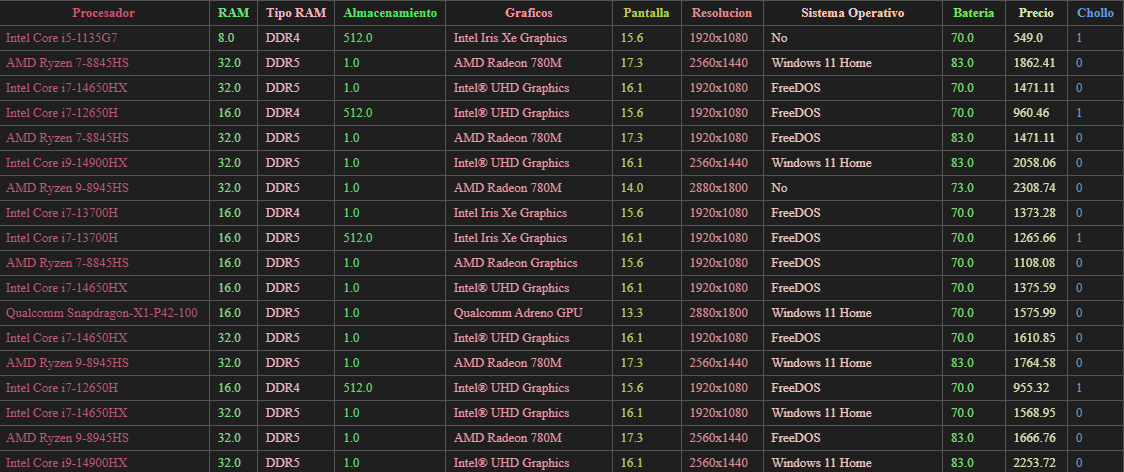 Procesador RAM Tipo RAM Almacenamiento Graficos Pantalla Resolucion Sistema Operativo Bateria Precio Chollo
Intel Core i5-1135G7 8.0 DDR4 512.0 Intel Iris Xe Graphics 15.6 1920x1080 No 70.0 549.0 1
AMD Ryzen 7-8845HS 32.0 DDR5 1.0 AMD Radeon 780M 17.3 2560x1440 Windows 11 Home 83.0 1862.41 0
Intel Core i7-14650HX 32.0 DDR5 1.0 Intel® UHD Graphics 16.1 1920x1080 FreeDOS 70.0 1471.11 0
Intel Core i7-12650H 16.0 DDR4 512.0 Intel® UHD Graphics 15.6 1920x1080 FreeDOS 70.0 960.46 1
AMD Ryzen 7-8845HS 32.0 DDR5 1.0 AMD Radeon 780M 17.3 1920x1080 FreeDOS 83.0 1471.11 0
Intel Core i9-14900HX 32.0 DDR5 1.0 Intel® UHD Graphics 16.1 2560x1440 Windows 11 Home 83.0 2058.06 0
AMD Ryzen 9-8945HS 32.0 DDR5 1.0 AMD Radeon 780M 14.0 2880x1800 No 73.0 2308.74 0
Intel Core i7-13700H 16.0 DDR4 1.0 Intel Iris Xe Graphics 15.6 1920x1080 FreeDOS 70.0 1373.28 0
Intel Core i7-13700H 16.0 DDR5 512.0 Intel Iris Xe Graphics 16.1 1920x1080 FreeDOS 70.0 1265.66 1
AMD Ryzen 7-8845HS 16.0 DDR5 1.0 AMD Radeon Graphics 15.6 1920x1080 FreeDOS 70.0 1108.08 0
Intel Core i7-14650HX 16.0 DDR5 1.0 Intel® UHD Graphics 16.1 1920x1080 FreeDOS 70.0 1375.59 0
Qualcomm Snapdragon-X1-P42-100 16.0 DDR5 1.0 Qualcomm Adreno GPU 13.3 2880x1800 Windows 11 Home 70.0 1575.99 0
Intel Core i7-14650HX 32.0 DDR5 1.0 Intel® UHD Graphics 16.1 1920x1080 FreeDOS 70.0 1610.85 0
AMD Ryzen 9-8945HS 32.0 DDR5 1.0 AMD Radeon 780M 17.3 2560x1440 Windows 11 Home 83.0 1764.58 0
Intel Core i7-12650H 16.0 DDR4 512.0 Intel® UHD Graphics 15.6 1920x1080 FreeDOS 70.0 955.32 1
Intel Core i7-14650HX 32.0 DDR5 1.0 Intel® UHD Graphics 16.1 1920x1080 Windows 11 Home 70.0 1568.95 0
AMD Ryzen 9-8945HS 32.0 DDR5 1.0 AMD Radeon 780M 17.3 2560x1440 FreeDOS 83.0 1666.76 0
Intel Core i9-14900HX 32.0 DDR5 1.0 Intel® UHD Graphics 16.1 2560x1440 Windows 11 Home 83.0 2253.72 0